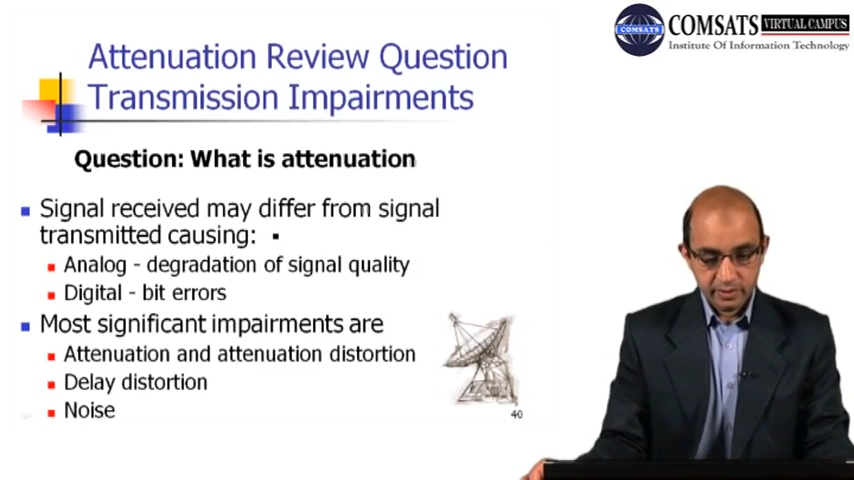 COMSATS VIRTUAL CAMPUS
COMSATS
Institute Of Information Technology
Attenuation Review Question
Transmission Impairments
Question: What is attenuation
Signal received may differ from signal
transmitted causing:
Analog - degradation of signal quality
Digital - bit errors
Most significant impairments are
Attenuation and attenuation distortion
Delay distortion
Noise
40